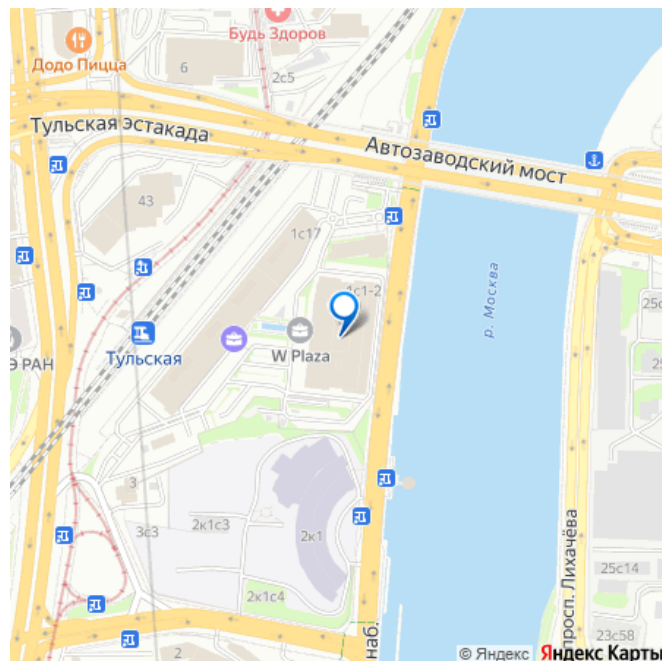 Будь Здоров
Додо Пицца
6
2с5
Тульская эстакада
Автозаводский мост
43
1с17
1с1-2
р. Москва
25с
Э РАН
Тульская
W Plaza
25
3
3с3
2к1с3
2к1
2к1с4
25с14
наб.
просп. Лихачёва
23с58
2
© Яндекс Яндекс Карты